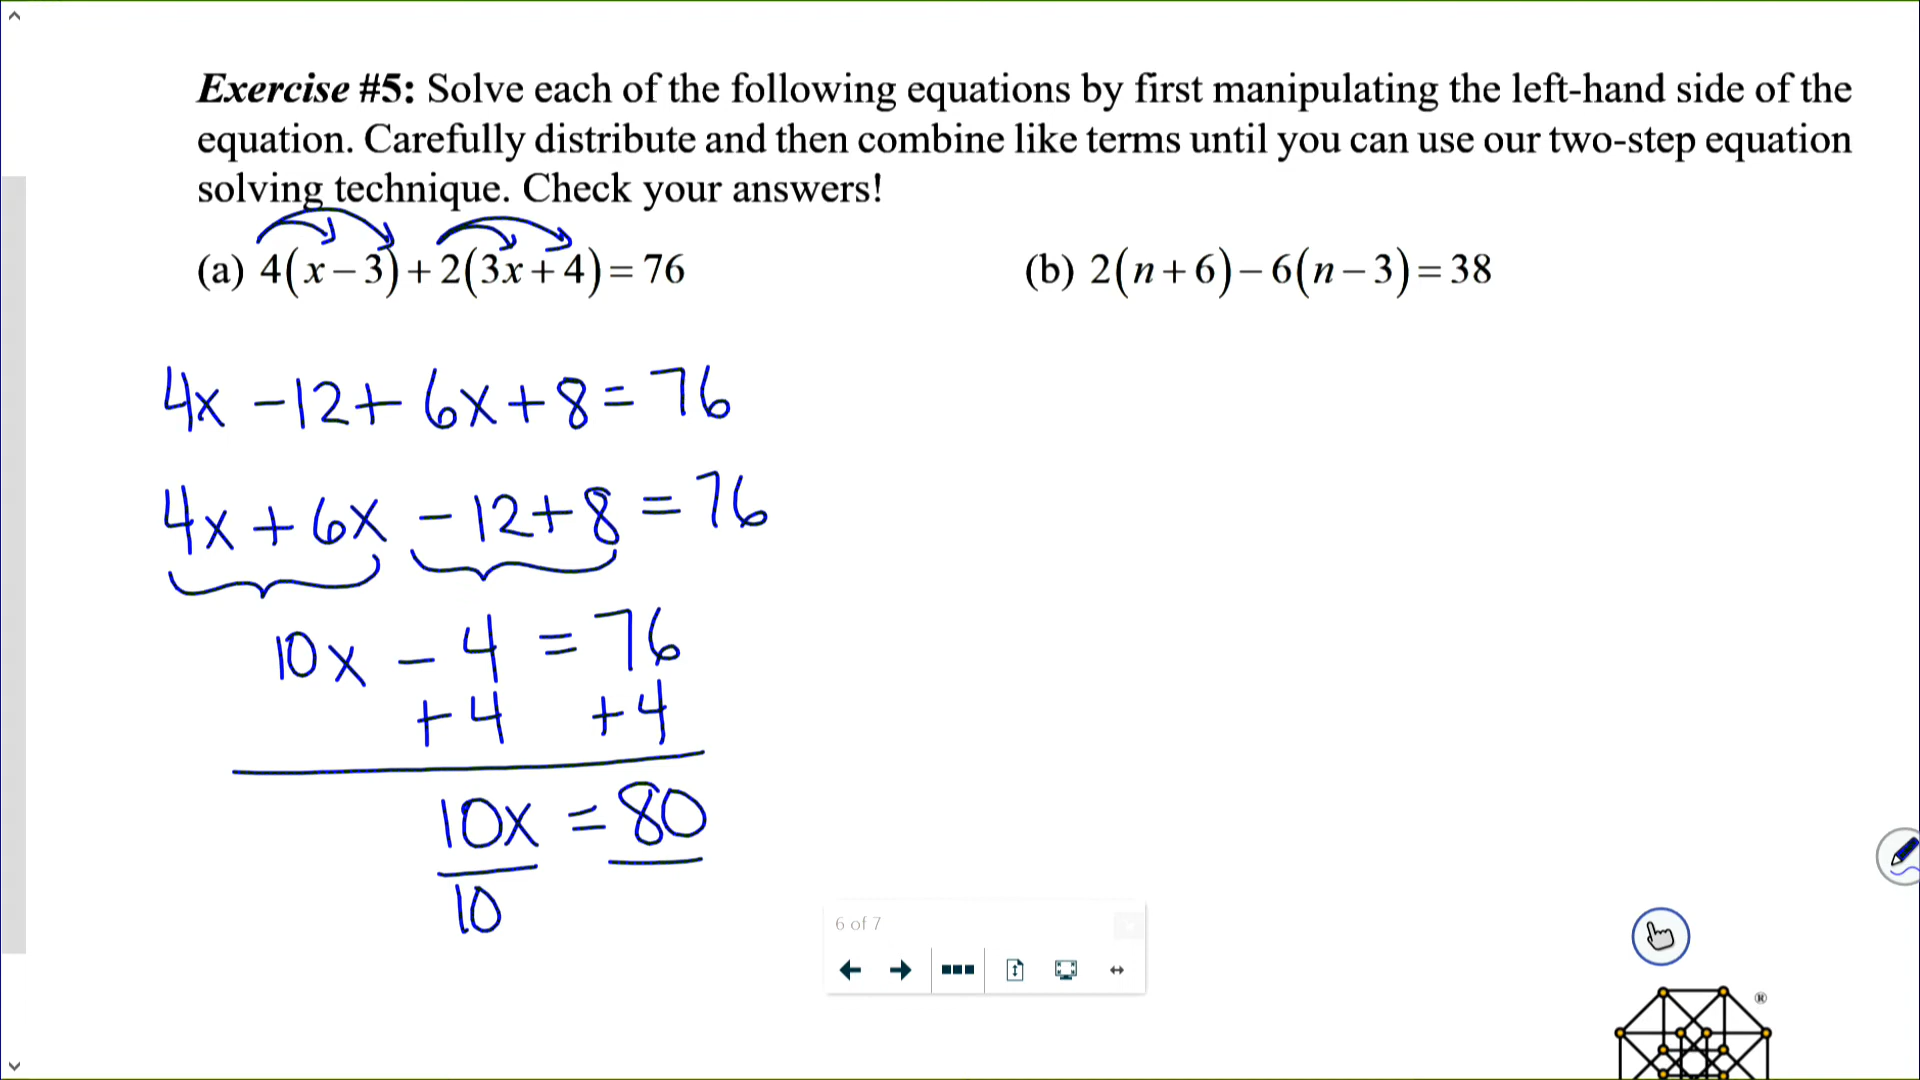 Exercise #5: Solve each of the following equations by first manipulating the left-hand side of the
equation. Carefully distribute and then combine like terms until you can use our two-step equation
solving technique. Check your answers!
(a) 4(x−3)+2(3x+4)=76
(b) 2(n+6)−6(n−3)=38
4x −12+ 6x+8=76
4x + 6x −12+8 = 76
10x − 4 = 76
+4 +4
10x = 80
10
6 of 7
®